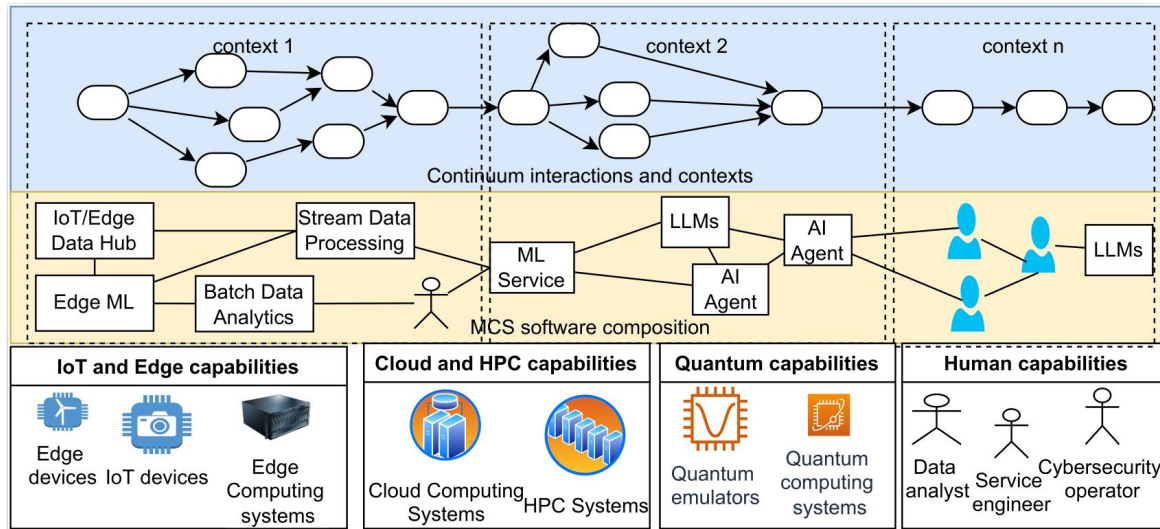 context 1
context 2
context n
Continuum interactions and contexts
IoT/Edge
Data Hub
Stream Data
Processing
LLMs
AI
Agent
ML
Service
LLMs
Edge ML
Batch Data
Analytics
AI
Agent
MCS software composition
IoT and Edge capabilities
Edge
devices
IoT devices
Edge
Computing
systems
Cloud and HPC capabilities
Cloud Computing
Systems
HPC Systems
Quantum capabilities
Quantum
emulators
Quantum
computing
systems
Human capabilities
Data
analyst
Service
engineer
Cybersecurity
operator